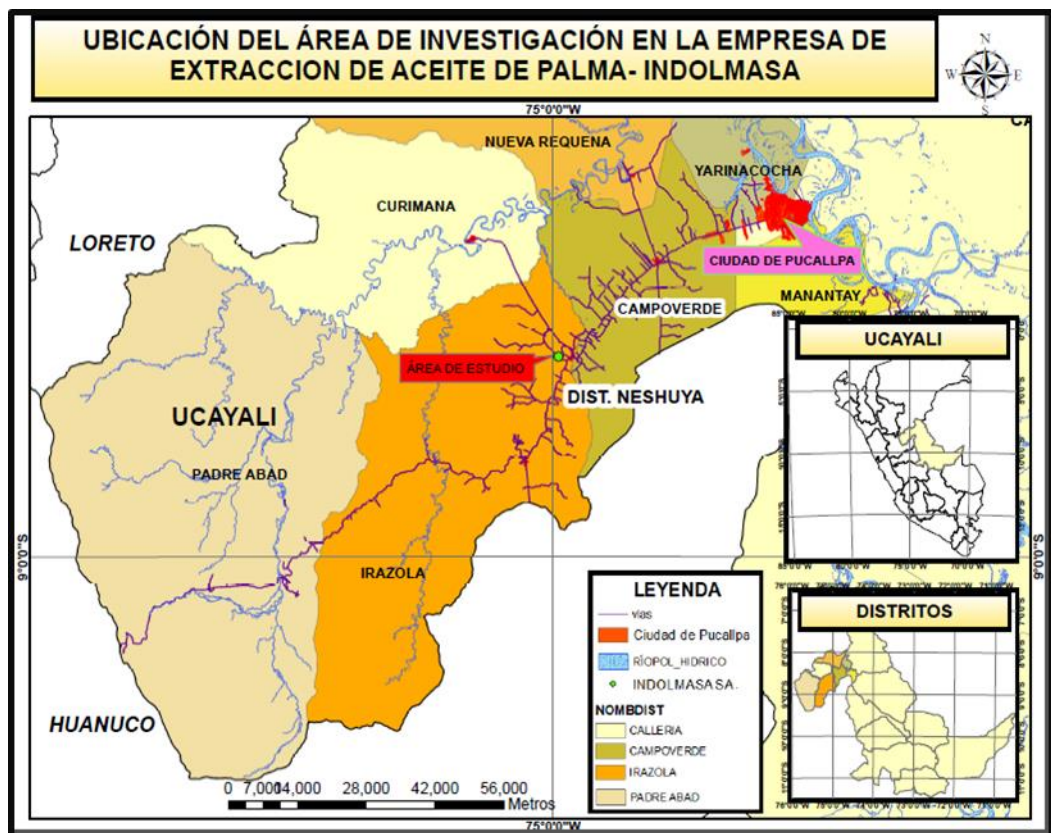 UBICACIÓN DEL ÁREA DE INVESTIGACIÓN EN LA EMPRESA DE
EXTRACCION DE ACEITE DE PALMA- INDOLMASA
N
W E
S
75°0'0"W
NUEVA REQUENA
YARINACOCHA
CURIMANA
LORETO
CIUDAD DE PUCALLPA
MANANTAY
CAMPOVERDE
ÁREA DE ESTUDIO
DIST. NESHUYA
UCAYALI
PADRE ABAD
IRAZOLA
HUANUCO
9°0'0"S
9°0'0"S
UCAYALI
DISTRITOS
LEYENDA
vias
Ciudad de Pucallpa
RÍOPOL_HIDRICO
INDOLMASA SA.
NOMBDIST
CALLERIA
CAMPOVERDE
IRAZOLA
PADRE ABAD
0 7,00014,000 28,000 42,000 56,000
Metros
75°0'0"W